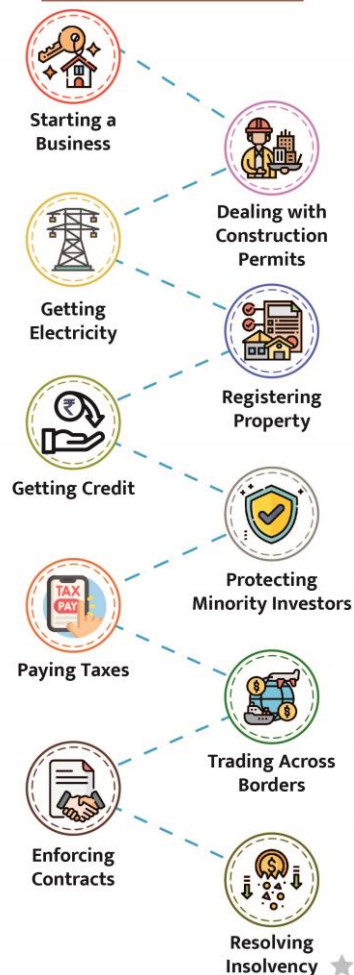 Starting a
Business
Dealing with
Construction
Permits
Getting
Electricity
Registering
Property
₹
Getting Credit
Protecting
Minority Investors
TAX
PAY
Paying Taxes
$
$
Trading Across
Borders
Enforcing
Contracts
$
Resolving
Insolvency